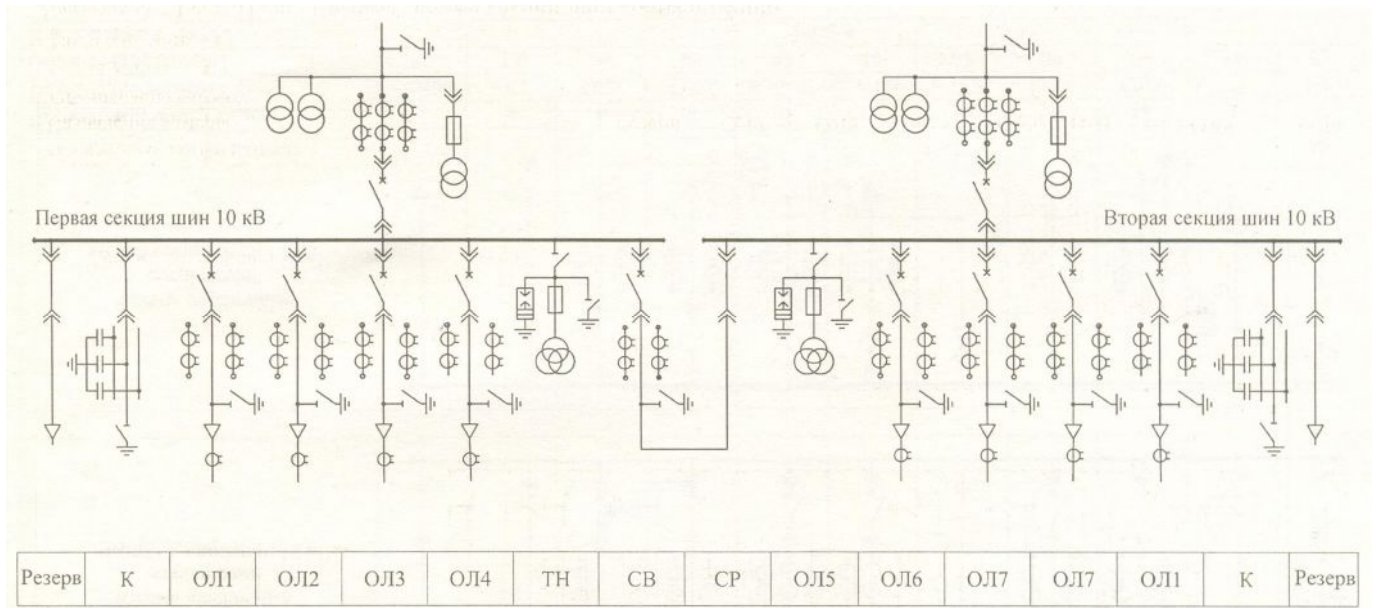 Первая секция шин 10 кВ
Вторая секция шин 10 кВ
Резерв К ОЛ1 ОЛ2 ОЛ3 ОЛ4 ТН СВ СР ОЛ5 ОЛ6 ОЛ7 ОЛ7 ОЛ1 К Резерв